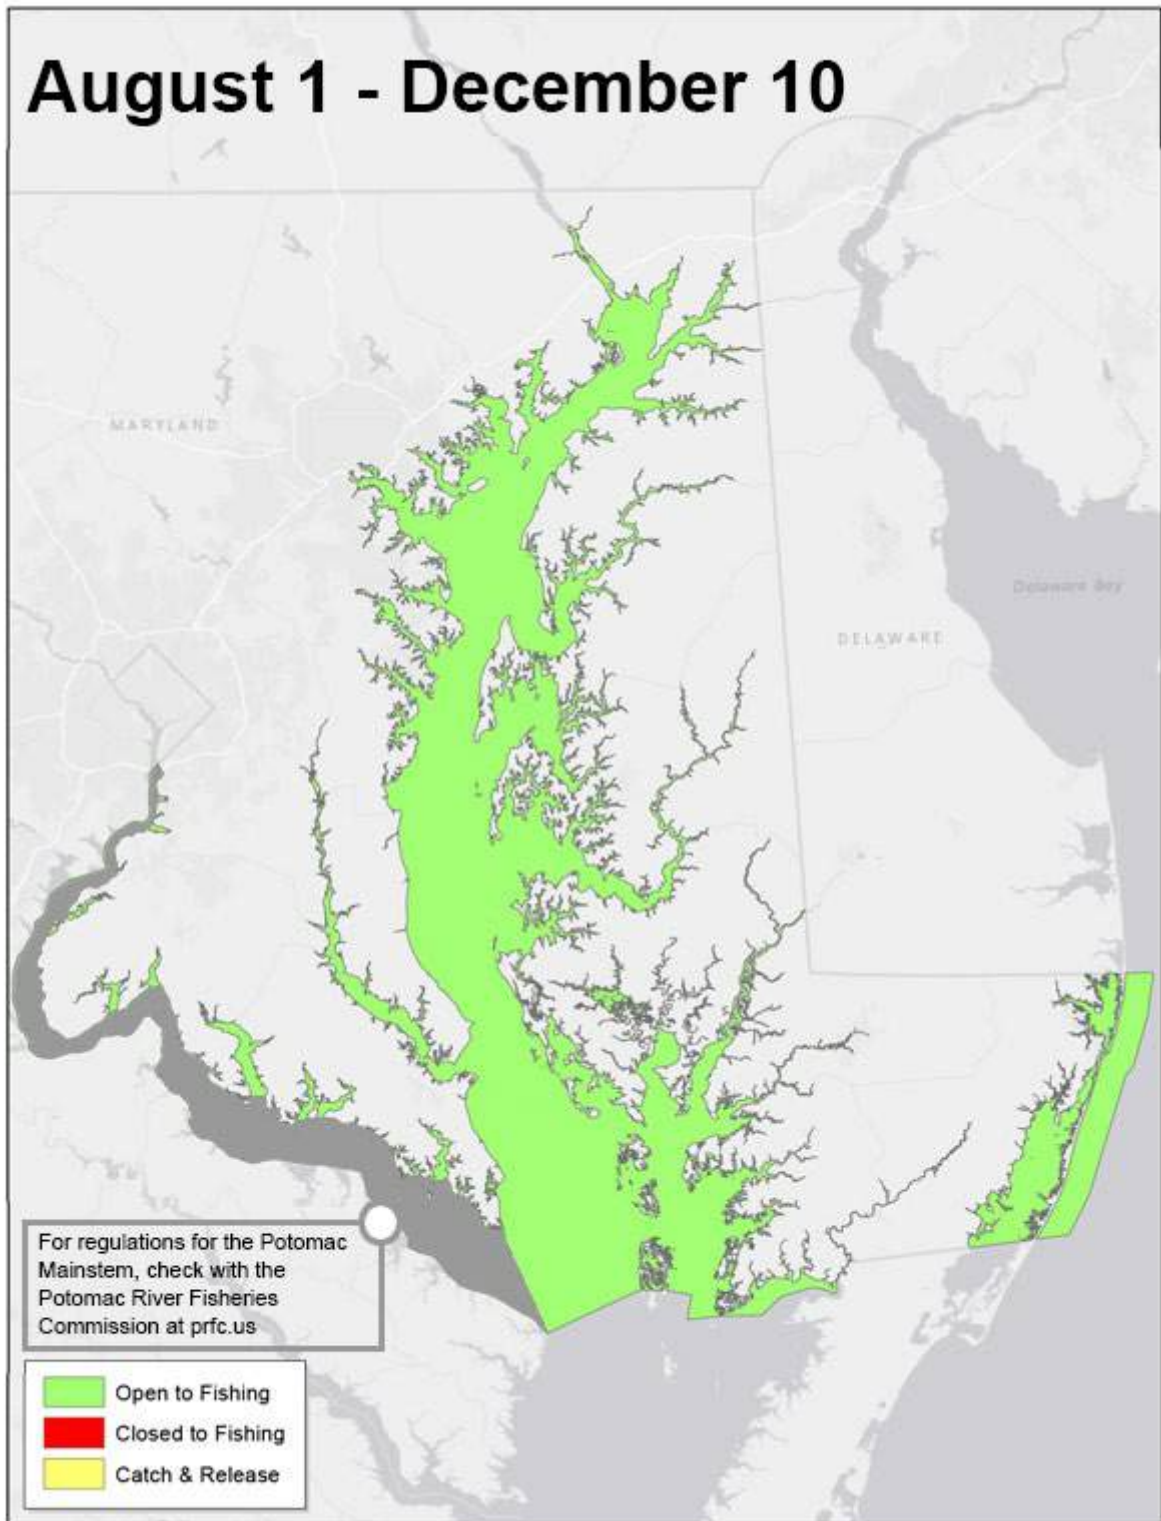 August 1 - December 10
MARYLAND
Delaware Bay
DELAWARE
For regulations for the Potomac
Mainstem, check with the
Potomac River Fisheries
Commission at prfc.us
Open to Fishing
Closed to Fishing
Catch & Release